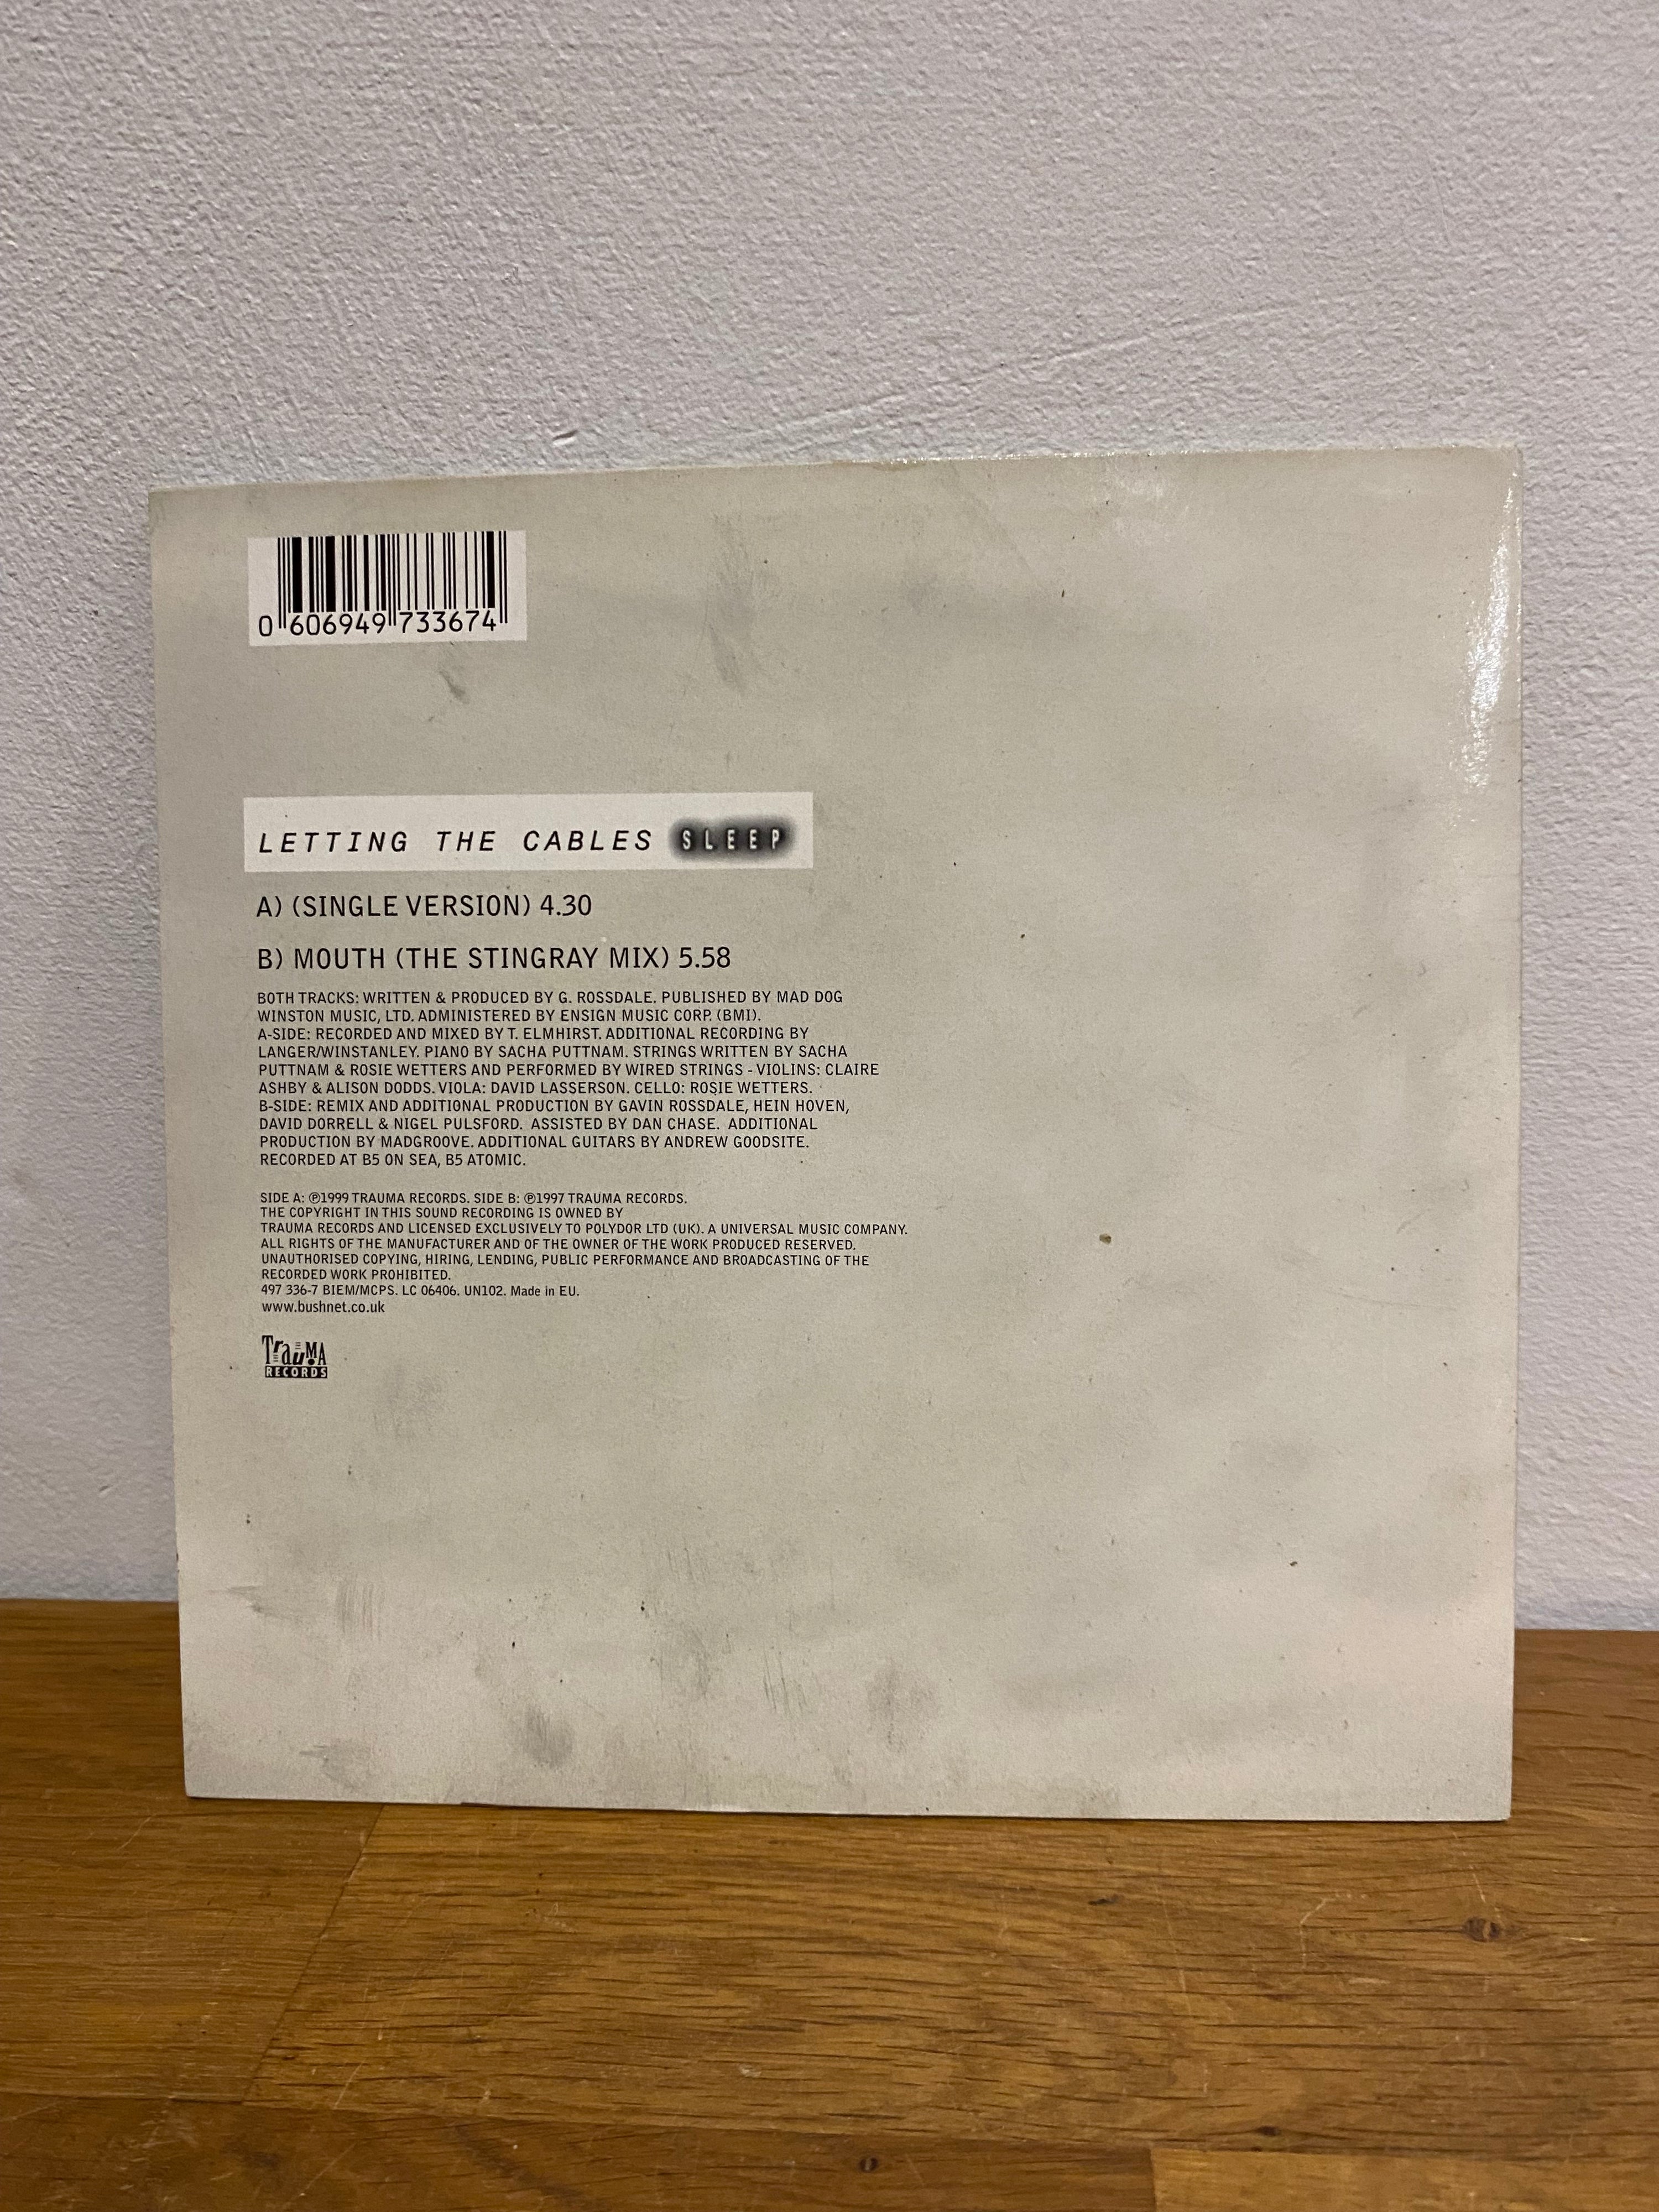 0 606949 733674
LETTING THE CABLES SLEEP
A) (SINGLE VERSION) 4.30
B) MOUTH (THE STINGRAY MIX) 5.58
BOTH TRACKS: WRITTEN & PRODUCED BY G. ROSSDALE. PUBLISHED BY MAD DOG
WINSTON MUSIC, LTD. ADMINISTERED BY ENSIGN MUSIC CORP. (BMI).
A-SIDE: RECORDED AND MIXED BY T. ELMHIRST. ADDITIONAL RECORDING BY
LANGER/WINSTANLEY. PIANO BY SACHA PUTTNAM. STRINGS WRITTEN BY SACHA
PUTTNAM & ROSIE WETTERS AND PERFORMED BY WIRED STRINGS - VIOLINS: CLAIRE
ASHBY & ALISON DODDS. VIOLA: DAVID LASSERSON. CELLO: ROSIE WETTERS.
B-SIDE: REMIX AND ADDITIONAL PRODUCTION BY GAVIN ROSSDALE, HEIN HOVEN,
DAVID DORRELL & NIGEL PULSFORD. ASSISTED BY DAN CHASE. ADDITIONAL
PRODUCTION BY MADGROOVE. ADDITIONAL GUITARS BY ANDREW GOODSITE.
RECORDED AT B5 ON SEA, B5 ATOMIC.
SIDE A: ℗1999 TRAUMA RECORDS. SIDE B: ℗1997 TRAUMA RECORDS.
THE COPYRIGHT IN THIS SOUND RECORDING IS OWNED BY
TRAUMA RECORDS AND LICENSED EXCLUSIVELY TO POLYDOR LTD (UK). A UNIVERSAL MUSIC COMPANY.
ALL RIGHTS OF THE MANUFACTURER AND OF THE OWNER OF THE WORK PRODUCED RESERVED.
UNAUTHORISED COPYING, HIRING, LENDING, PUBLIC PERFORMANCE AND BROADCASTING OF THE
RECORDED WORK PROHIBITED.
497 336-7 BIEM/MCPS. LC 06406. UN102. Made in EU.
www.bushnet.co.uk
TRauMA
RECORDS